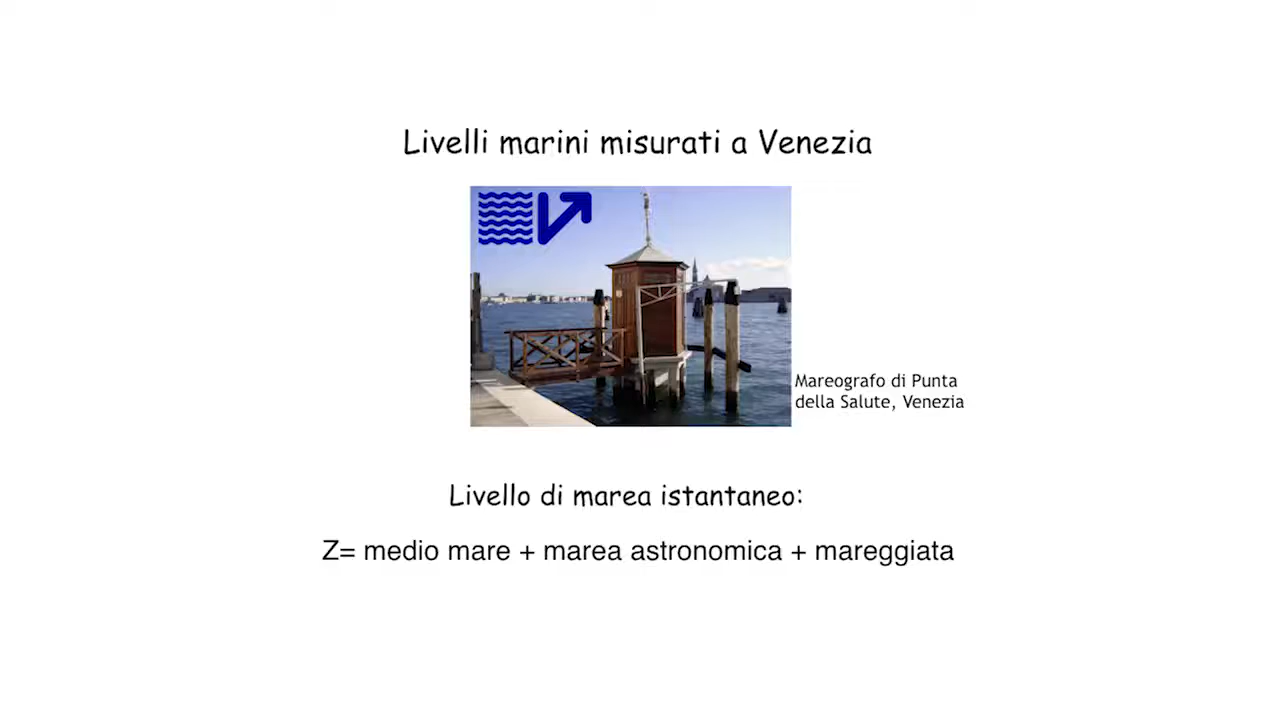 Livelli marini misurati a Venezia
Mareografo di Punta
della Salute, Venezia
Livello di marea istantaneo:
Z= medio mare + marea astronomica + mareggiata